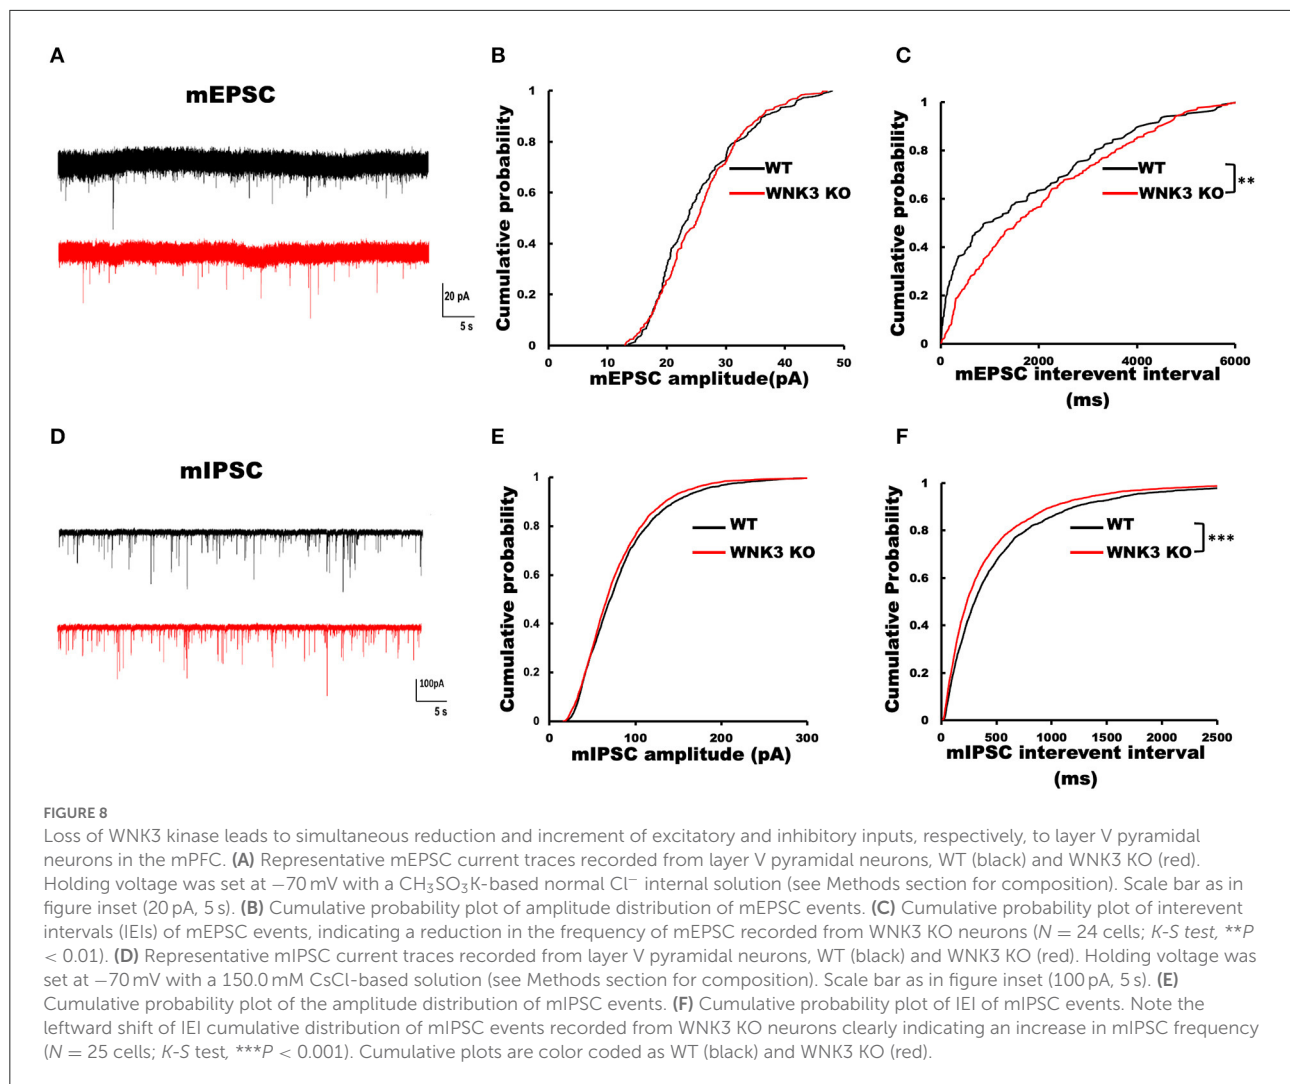 A
mEPSC
20 pA
5 s
B
Cumulative probability
1
0.8
0.6
0.4
0.2
0
0
10
20
30
40
50
WT
WNK3 KO
mEPSC amplitude(pA)
C
Cumulative probability
1
0.8
0.6
0.4
0.2
0
0
2000
4000
6000
WT
WNK3 KO
**
mEPSC interevent interval
(ms)
D
mIPSC
100pA
5 s
E
Cumulative probability
1
0.8
0.6
0.4
0.2
0
0
100
200
300
WT
WNK3 KO
mIPSC amplitude (pA)
F
Cumulative Probability
1
0.8
0.6
0.4
0.2
0
0
500
1000
1500
2000
2500
WT
WNK3 KO
***
mIPSC interevent interval
(ms)
FIGURE 8
Loss of WNK3 kinase leads to simultaneous reduction and increment of excitatory and inhibitory inputs, respectively, to layer V pyramidal
neurons in the mPFC. (A) Representative mEPSC current traces recorded from layer V pyramidal neurons, WT (black) and WNK3 KO (red).
Holding voltage was set at −70 mV with a CH₃SO₃K-based normal Cl⁻ internal solution (see Methods section for composition). Scale bar as in
figure inset (20 pA, 5 s). (B) Cumulative probability plot of amplitude distribution of mEPSC events. (C) Cumulative probability plot of interevent
intervals (IEIs) of mEPSC events, indicating a reduction in the frequency of mEPSC recorded from WNK3 KO neurons (N = 24 cells; K-S test, **P
< 0.01). (D) Representative mIPSC current traces recorded from layer V pyramidal neurons, WT (black) and WNK3 KO (red). Holding voltage was
set at −70 mV with a 150.0 mM CsCl-based solution (see Methods section for composition). Scale bar as in figure inset (100 pA, 5 s). (E)
Cumulative probability plot of the amplitude distribution of mIPSC events. (F) Cumulative probability plot of IEI of mIPSC events. Note the
leftward shift of IEI cumulative distribution of mIPSC events recorded from WNK3 KO neurons clearly indicating an increase in mIPSC frequency
(N = 25 cells; K-S test, ***P < 0.001). Cumulative plots are color coded as WT (black) and WNK3 KO (red).